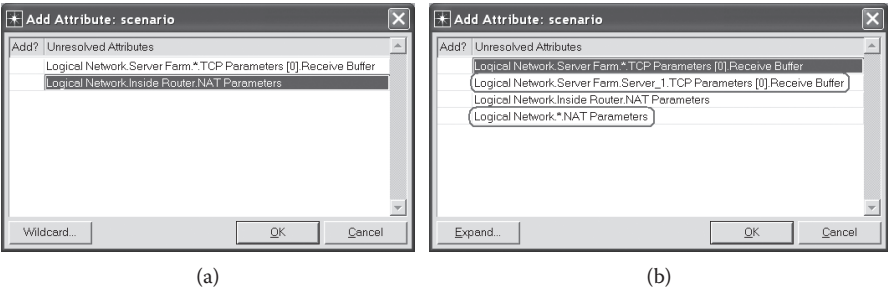 Add Attribute: scenario
Add? Unresolved Attributes
Logical Network.Server Farm.*.TCP Parameters [0].Receive Buffer
Logical Network.Inside Router.NAT Parameters
Wildcard... OK Cancel
(a)
Add Attribute: scenario
Add? Unresolved Attributes
Logical Network.Server Farm.*.TCP Parameters [0].Receive Buffer
Logical Network.Server Farm.Server_1.TCP Parameters [0].Receive Buffer
Logical Network.Inside Router.NAT Parameters
Logical Network.*.NAT Parameters
Expand... OK Cancel
(b)